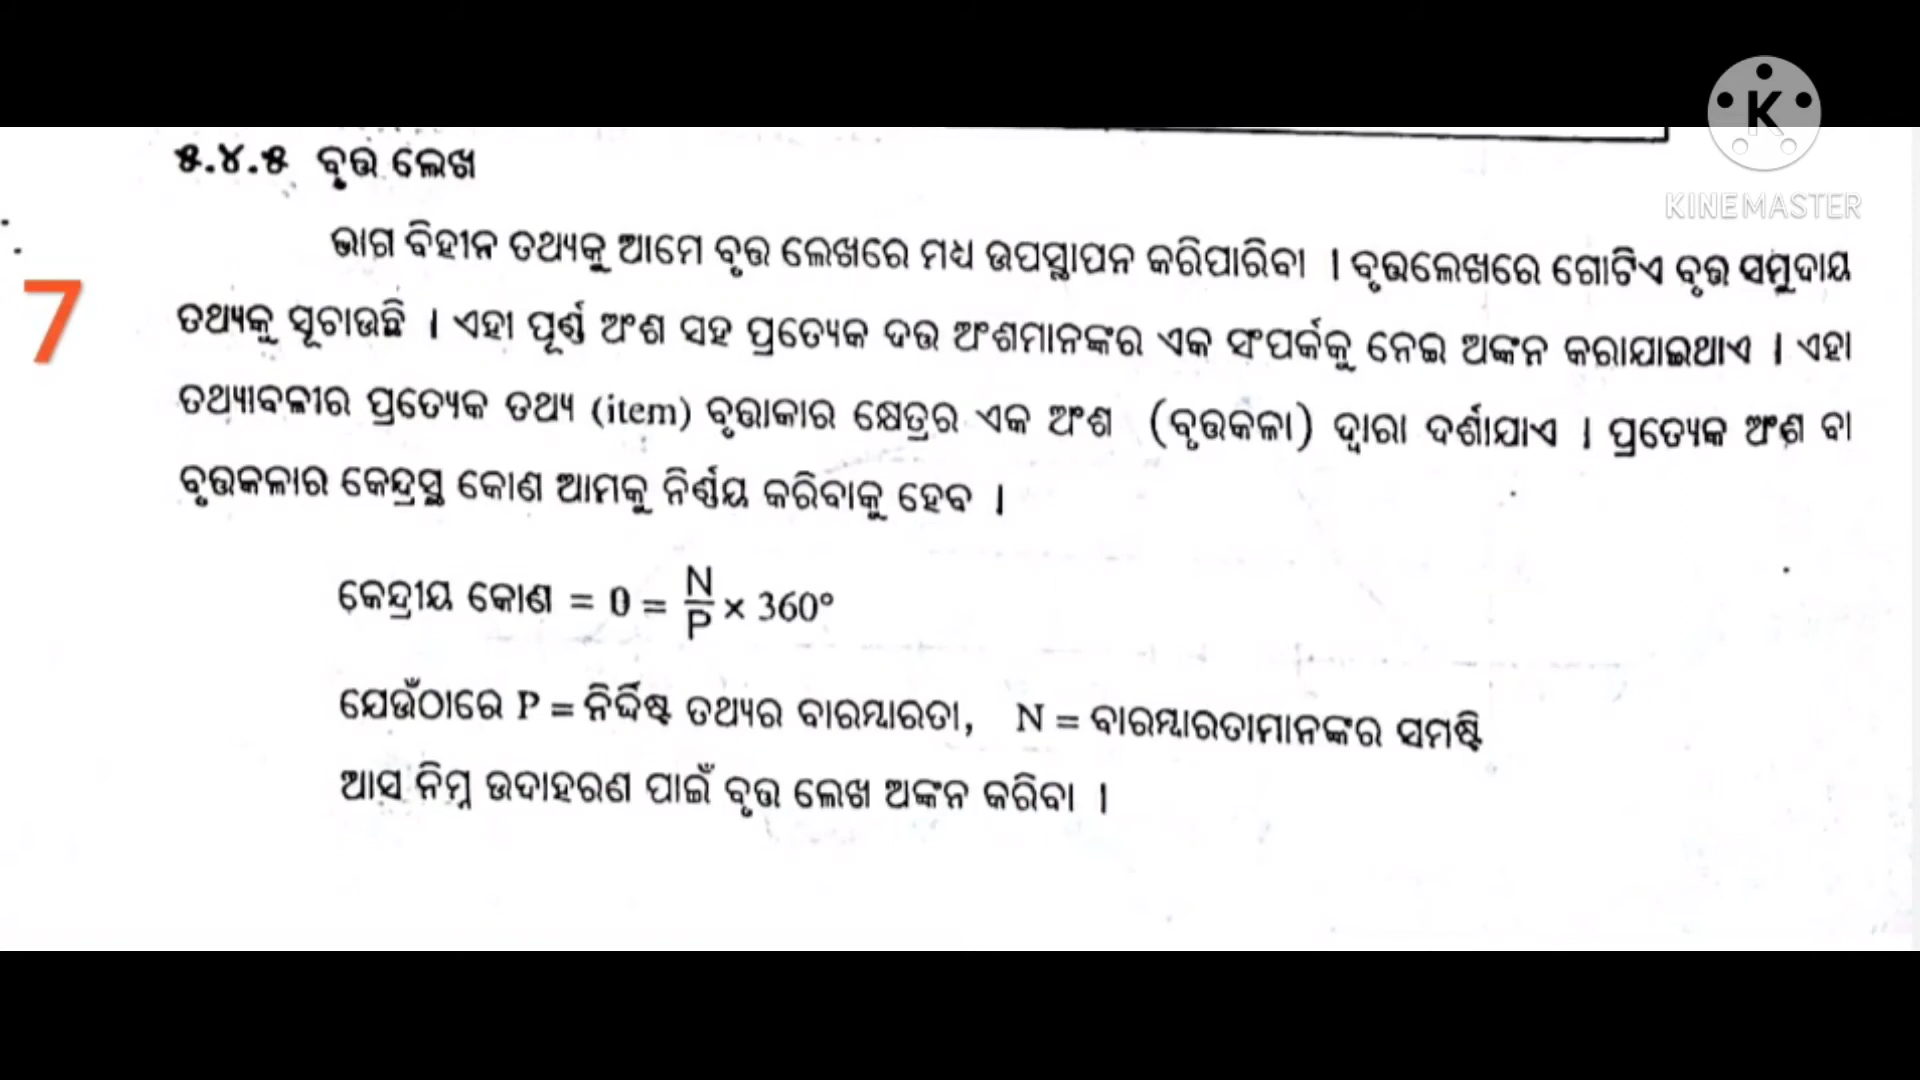 ୫.୪.୫ ବୃତ୍ତ ଲେଖ
ଭାଗ ବିହୀନ ତଥ୍ୟକୁ ଆମେ ବୃତ୍ତ ଲେଖରେ ମଧ୍ୟ ଉପସ୍ଥାପନ କରିପାରିବା । ବୃତ୍ତଲେଖରେ ଗୋଟିଏ ବୃତ୍ତ ସମୁଦାୟ
ତଥ୍ୟକୁ ସୂଚାଉଛି । ଏହା ପୂର୍ଣ୍ଣ ଅଂଶ ସହ ପ୍ରତ୍ୟେକ ଦତ୍ତ ଅଂଶମାନଙ୍କର ଏକ ସଂପର୍କକୁ ନେଇ ଅଙ୍କନ କରାଯାଇଥାଏ । ଏହା
ତଥ୍ୟାବଳୀର ପ୍ରତ୍ୟେକ ତଥ୍ୟ (item) ବୃତ୍ତାକାର କ୍ଷେତ୍ରର ଏକ ଅଂଶ (ବୃତ୍ତକଳା) ଦ୍ୱାରା ଦର୍ଶାଯାଏ । ପ୍ରତ୍ୟେକ ଅଂଶ ବା
ବୃତ୍ତକଳାର କେନ୍ଦ୍ରସ୍ଥ କୋଣ ଆମକୁ ନିର୍ଣ୍ଣୟ କରିବାକୁ ହେବ ।
କେନ୍ଦ୍ରୀୟ କୋଣ = 0 = N/P × 360°
ଯେଉଁଠାରେ P = ନିର୍ଦ୍ଦିଷ୍ଟ ତଥ୍ୟର ବାରମ୍ବାରତା, N = ବାରମ୍ବାରତାମାନଙ୍କର ସମଷ୍ଟି
ଆସ ନିମ୍ନ ଉଦାହରଣ ପାଇଁ ବୃତ୍ତ ଲେଖ ଅଙ୍କନ କରିବା ।
7
K
KINEMASTER